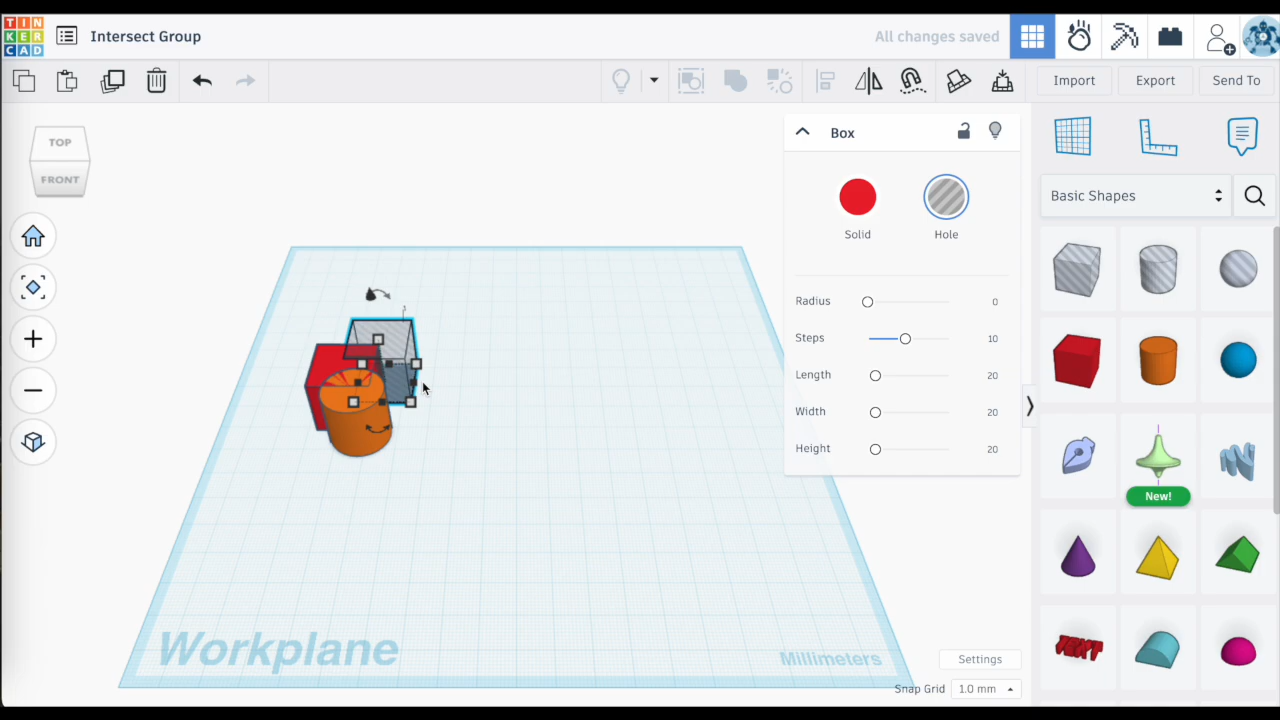 TIN
KER
CAD
Intersect Group
All changes saved
Import
Export
Send To
TOP
FRONT
Box
Solid
Hole
Radius 0
Steps 10
Length 20
Width 20
Height 20
Basic Shapes
New!
TEXT
Workplane
Millimeters
Settings
Snap Grid 1.0 mm